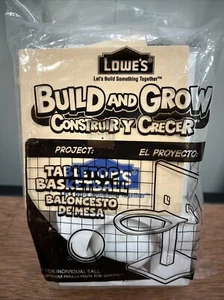 LOWE'S
Let's Build Something Together™
BUILD AND GROW
CONSTRUIR Y CRECER
PROJECT:
EL PROYECTO:
TABLETOP
BASKETBALL
BALONCESTO
DE MESA
FOR INDIVIDUAL SALE.